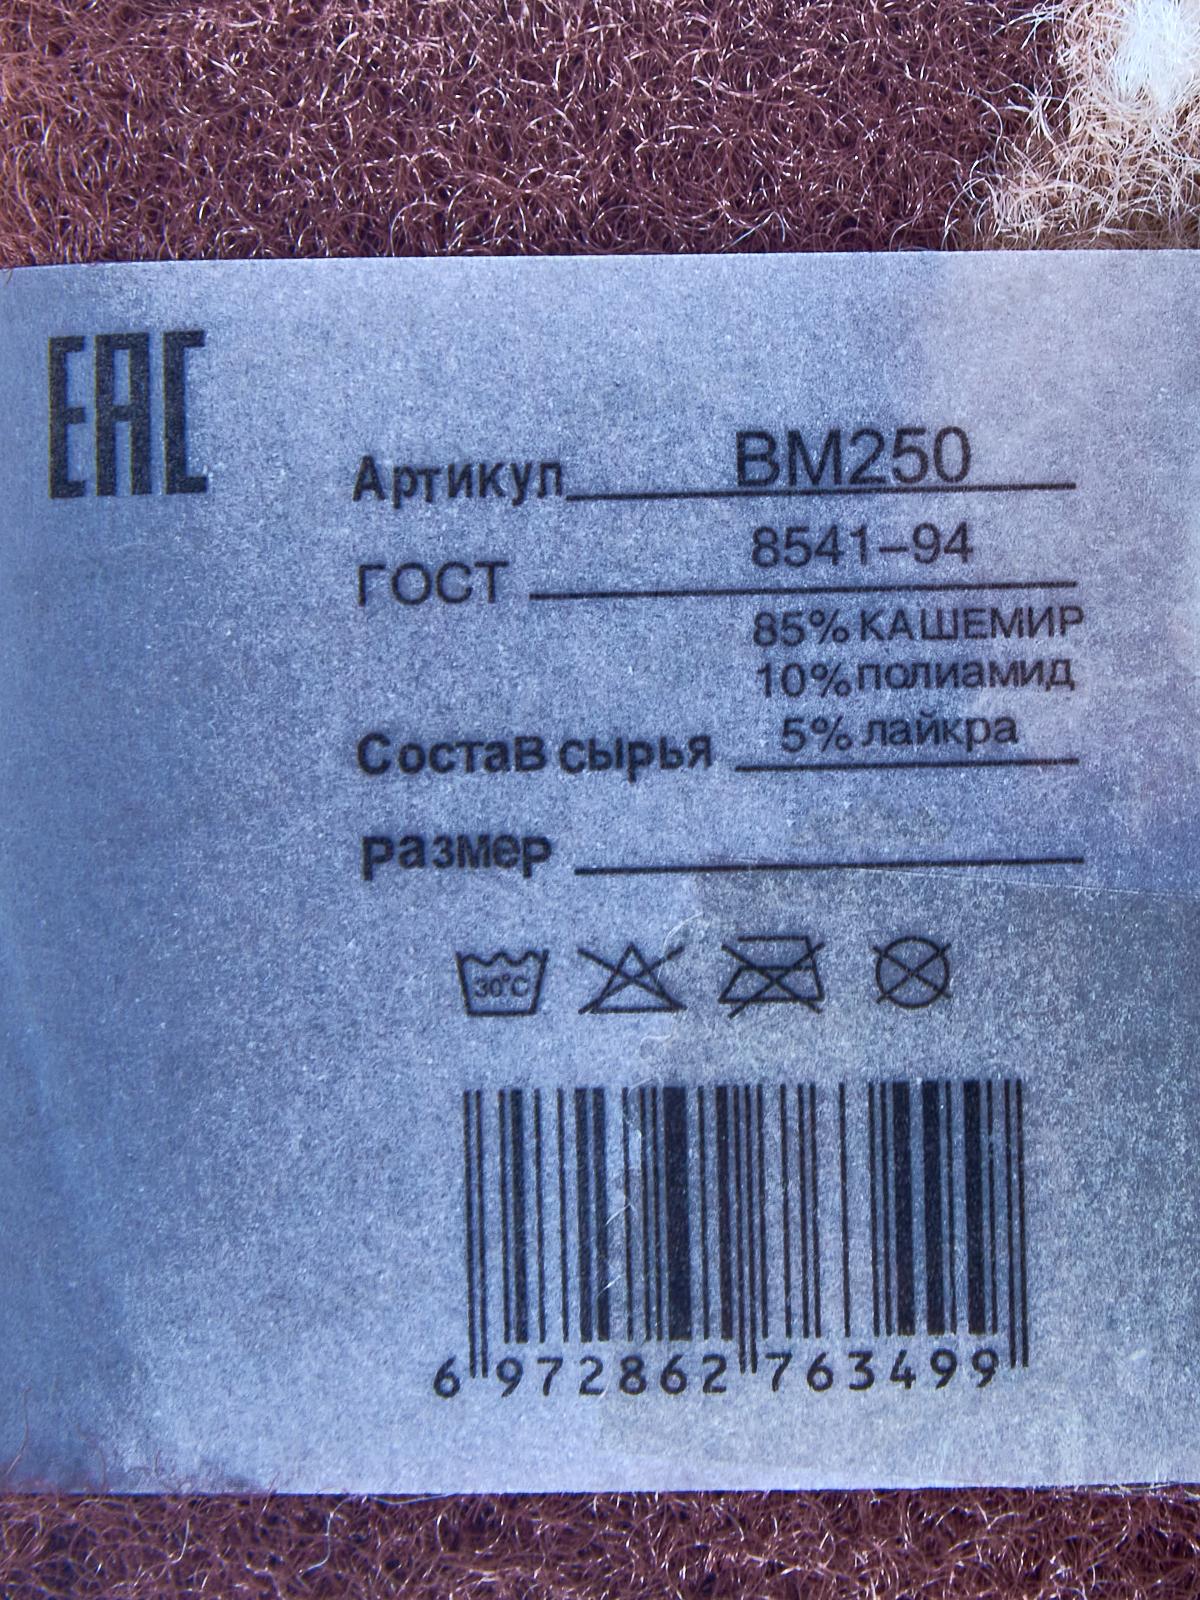 EAC
Артикул BM250
ГОСТ 8541-94
85% КАШЕМИР
10% полиамид
Состав сырья 5% лайкра
размер
30°C
6 972862 763499